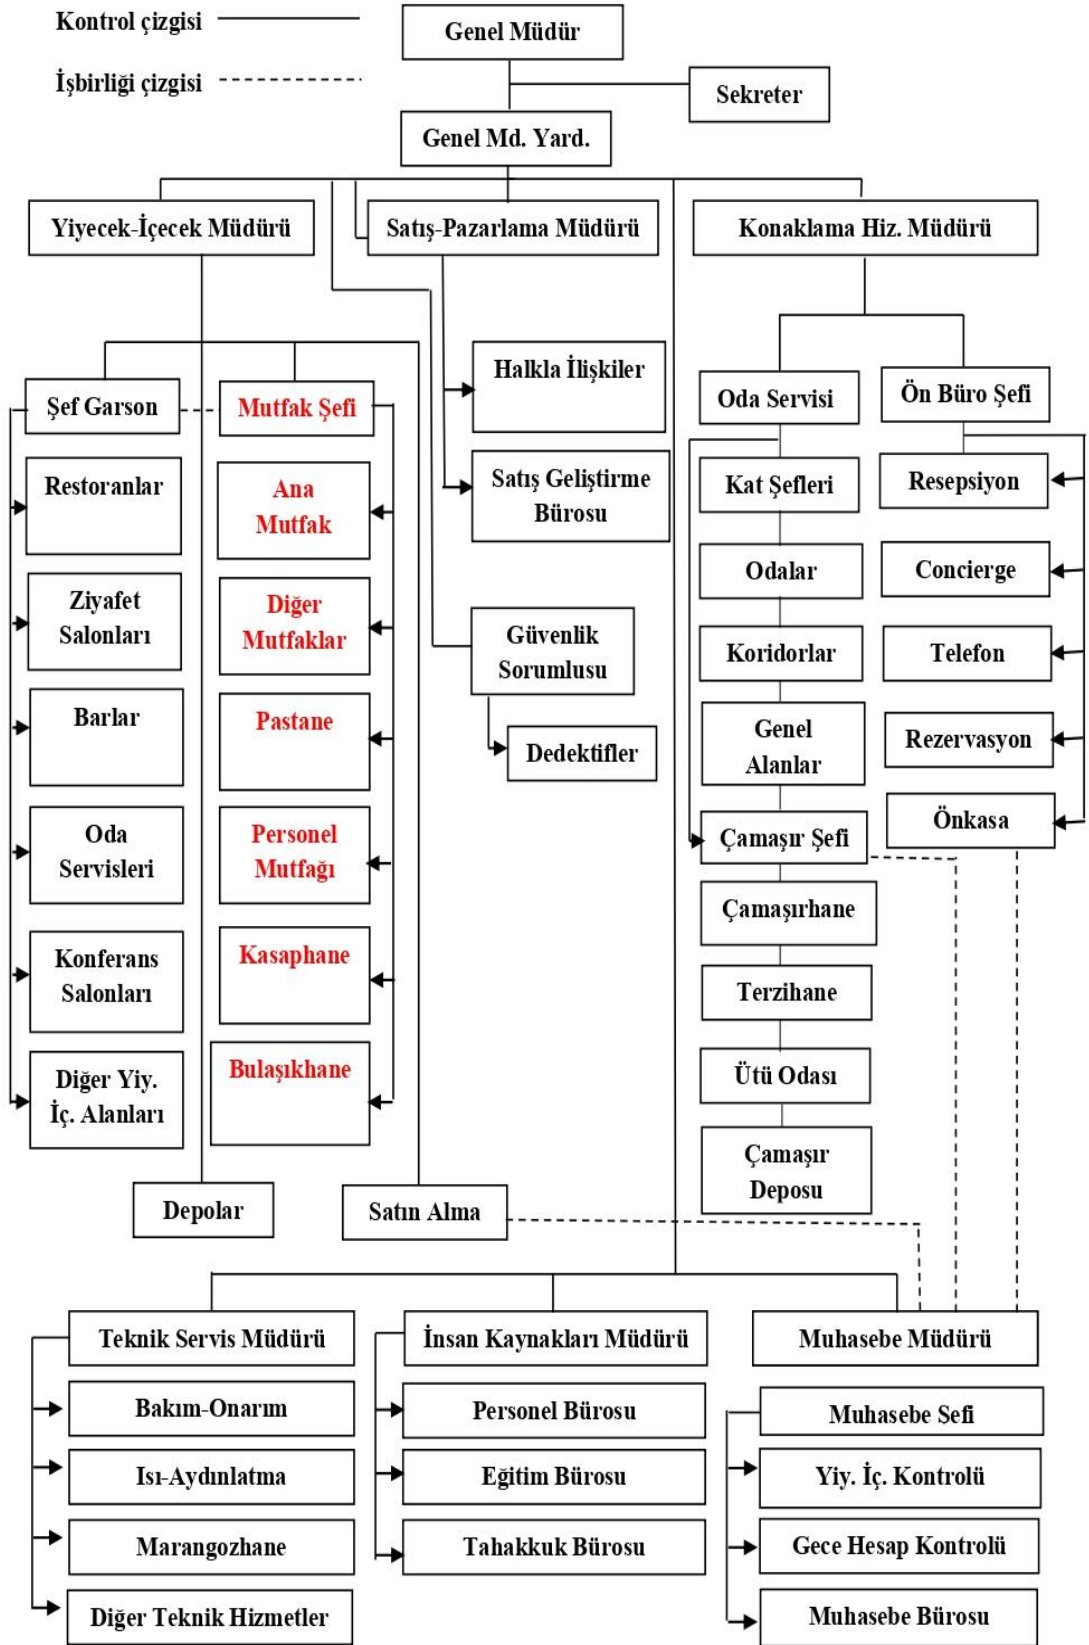 Kontrol çizgisi
İşbirliği çizgisi
Genel Müdür
Sekreter
Genel Md. Yard.
Yiyecek-İçecek Müdürü
Satış-Pazarlama Müdürü
Konaklama Hiz. Müdürü
Şef Garson
Restoranlar
Ziyafet
Salonları
Barlar
Oda
Servisleri
Konferans
Salonları
Diğer Yiy.
İç. Alanları
Mutfak Şefi
Ana
Mutfak
Diğer
Mutfaklar
Pastane
Personel
Mutfağı
Kasaphane
Bulaşıkhane
Depolar
Satın Alma
Halkla İlişkiler
Satış Geliştirme
Bürosu
Güvenlik
Sorumlusu
Dedektifler
Oda Servisi
Kat Şefleri
Odalar
Koridorlar
Genel
Alanlar
Çamaşır Şefi
Çamaşırhane
Terzihane
Ütü Odası
Çamaşır
Deposu
Ön Büro Şefi
Resepsiyon
Concierge
Telefon
Rezervasyon
Önkasa
Teknik Servis Müdürü
Bakım-Onarım
Isı-Aydınlatma
Marangozhane
Diğer Teknik Hizmetler
İnsan Kaynakları Müdürü
Personel Bürosu
Eğitim Bürosu
Tahakkuk Bürosu
Muhasebe Müdürü
Muhasebe Sefi
Yiy. İç. Kontrolü
Gece Hesap Kontrolü
Muhasebe Bürosu